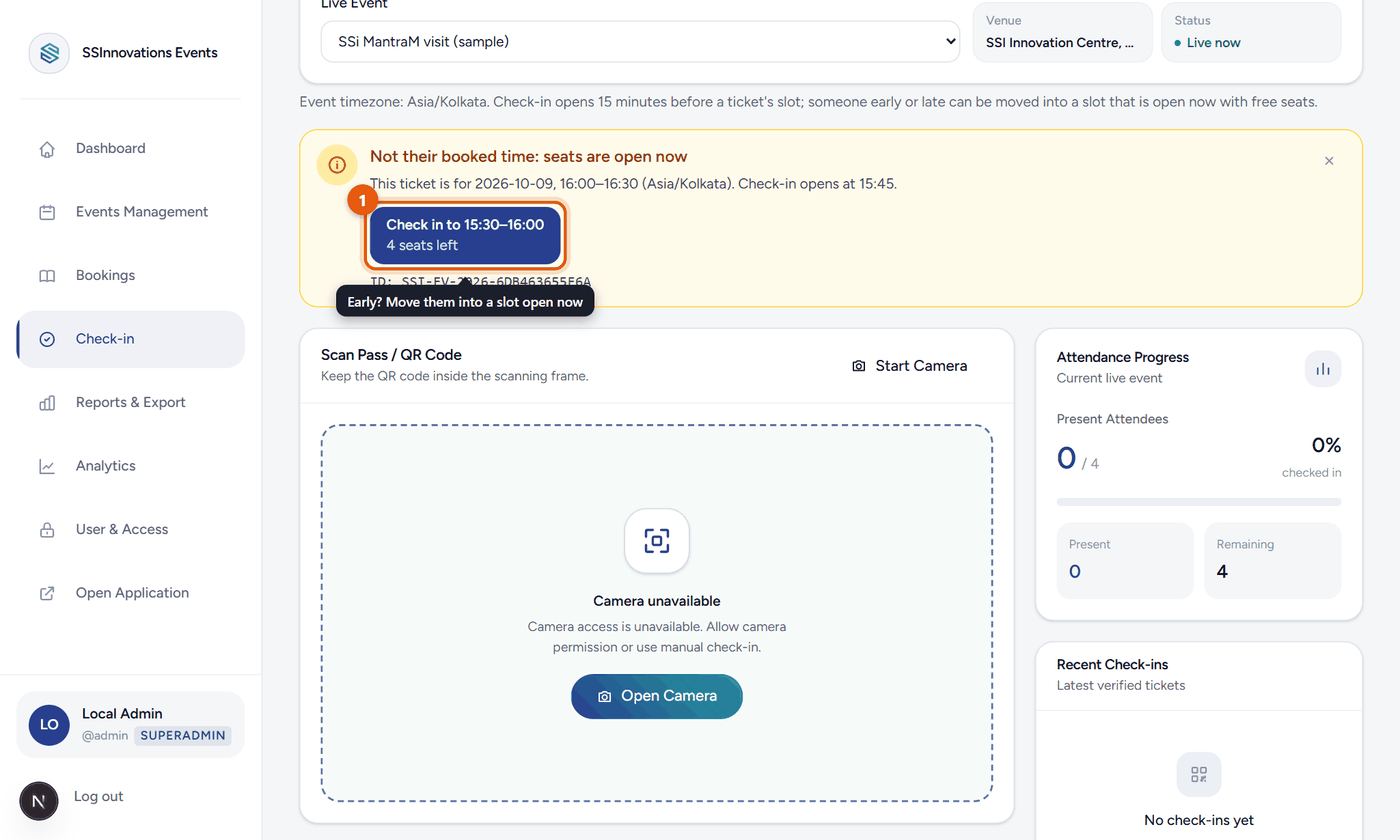 SSInnovations Events
Dashboard
Events Management
Bookings
Check-in
Reports & Export
Analytics
User & Access
Open Application
LO
Local Admin
@admin SUPERADMIN
N
Log out
Live Event
SSi MantraM visit (sample)
Venue
SSI Innovation Centre, ...
Status
Live now
Event timezone: Asia/Kolkata. Check-in opens 15 minutes before a ticket's slot; someone early or late can be moved into a slot that is open now with free seats.
Not their booked time: seats are open now
This ticket is for 2026-10-09, 16:00–16:30 (Asia/Kolkata). Check-in opens at 15:45.
1
Check in to 15:30–16:00
4 seats left
Early? Move them into a slot open now
Scan Pass / QR Code
Keep the QR code inside the scanning frame.
Start Camera
Camera unavailable
Camera access is unavailable. Allow camera
permission or use manual check-in.
Open Camera
Attendance Progress
Current live event
Present Attendees
0 / 4
0%
checked in
Present
0
Remaining
4
Recent Check-ins
Latest verified tickets
No check-ins yet